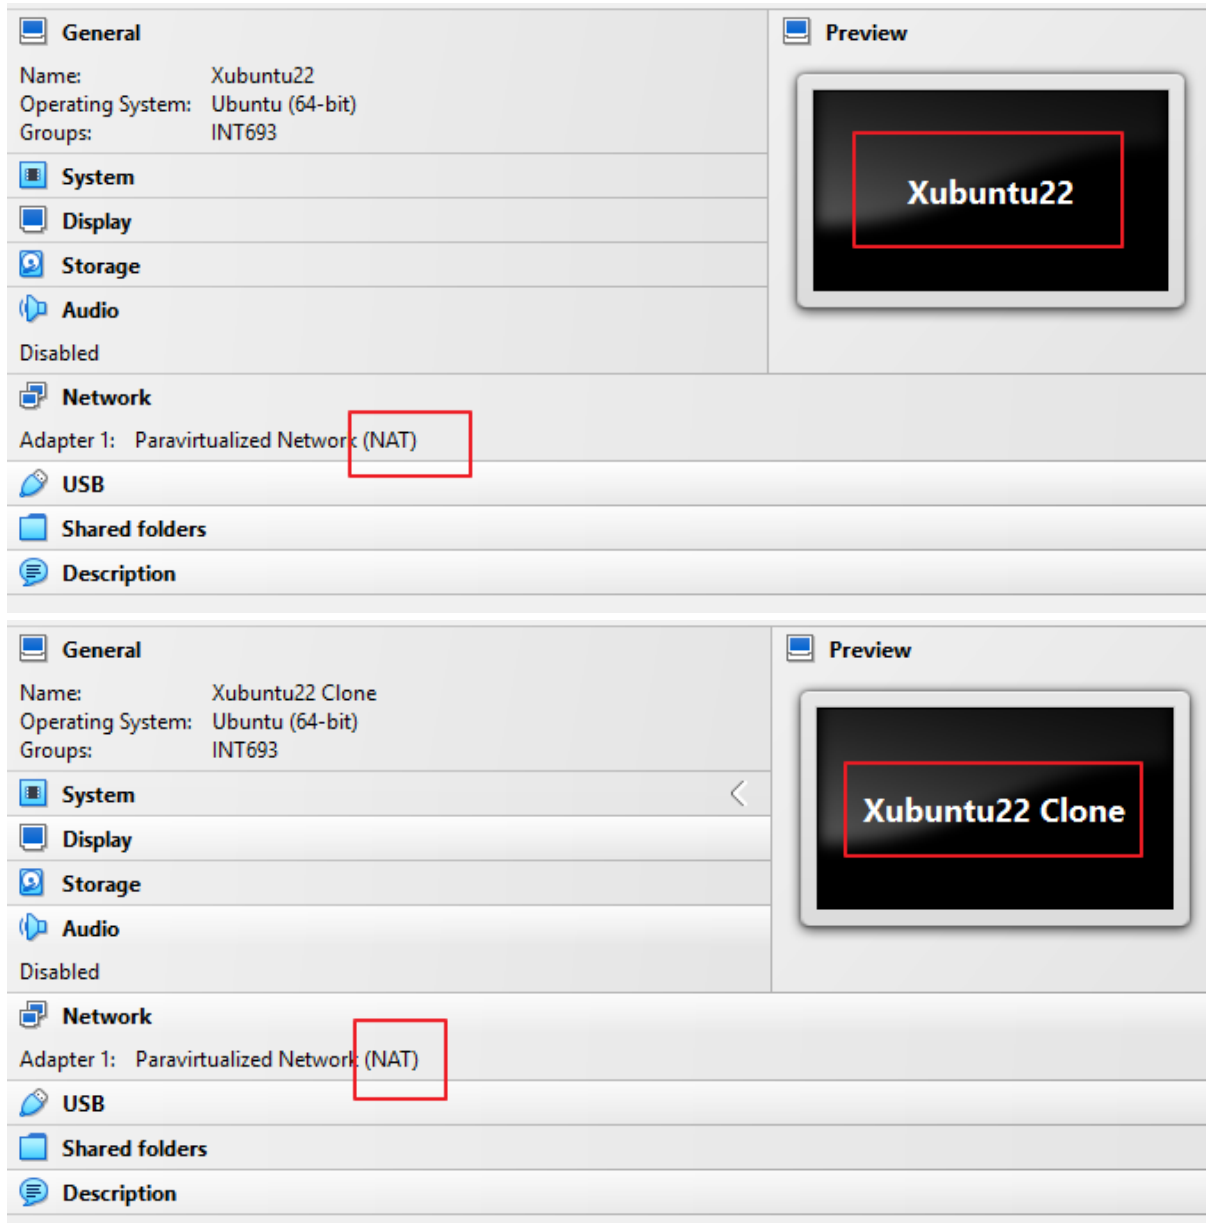 General
Name: Xubuntu22
Operating System: Ubuntu (64-bit)
Groups: INT693
System
Display
Storage
Audio
Disabled
Preview
Xubuntu22
Network
Adapter 1: Paravirtualized Network (NAT)
USB
Shared folders
Description
General
Name: Xubuntu22 Clone
Operating System: Ubuntu (64-bit)
Groups: INT693
System
Display
Storage
Audio
Disabled
Preview
Xubuntu22 Clone
Network
Adapter 1: Paravirtualized Network (NAT)
USB
Shared folders
Description